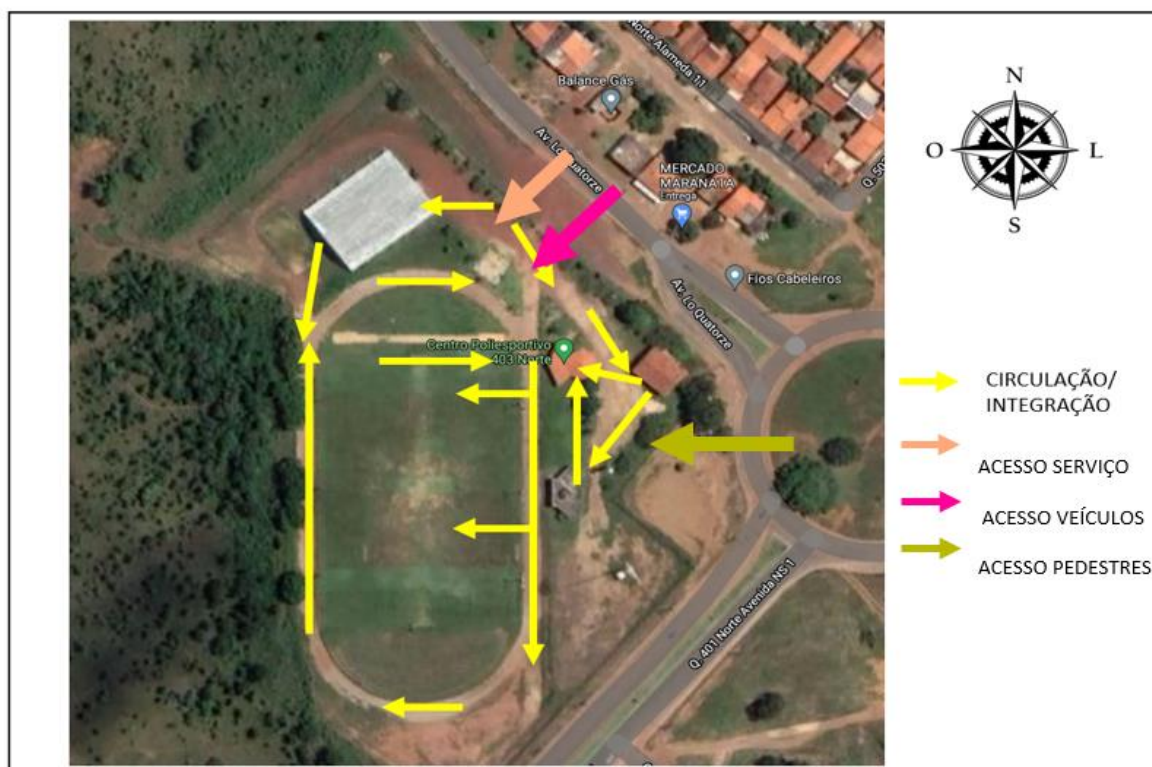 Norte Alameda 11
Balance Gás
Av. Lo Quatorze
MERCADO
MARANATA
Entrega
Q. 503
Fios Cabeleiros
Av. Lo Quatorze
Centro Poliesportivo
403 Norte
Q. 401 Norte Avenida NS 1
N
O
L
S
CIRCULAÇÃO/
INTEGRAÇÃO
ACESSO SERVIÇO
ACESSO VEÍCULOS
ACESSO PEDESTRES